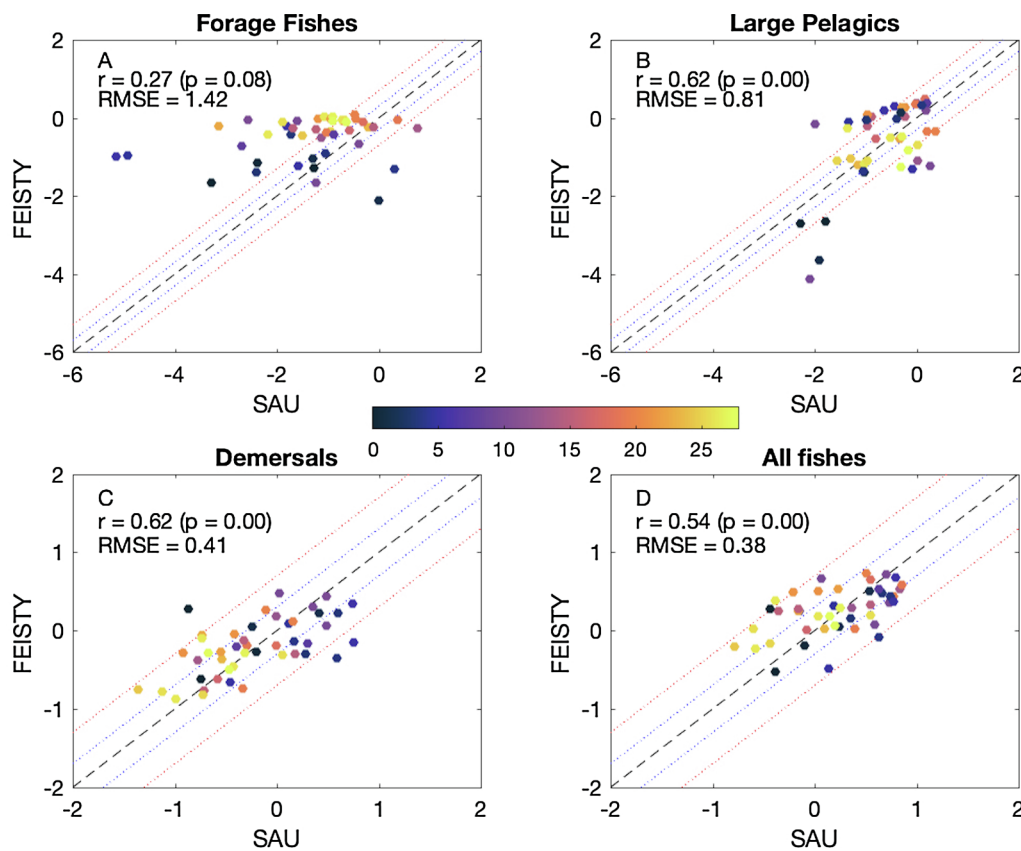 Forage Fishes
A
r = 0.27 (p = 0.08)
RMSE = 1.42
2
0
-2
-4
-6
FEISTY
-6 -4 -2 0 2
SAU
Large Pelagics
B
r = 0.62 (p = 0.00)
RMSE = 0.81
2
0
-2
-4
-6
FEISTY
-6 -4 -2 0 2
SAU
0 5 10 15 20 25
Demersals
C
r = 0.62 (p = 0.00)
RMSE = 0.41
2
1
0
-1
-2
FEISTY
-2 -1 0 1 2
SAU
All fishes
D
r = 0.54 (p = 0.00)
RMSE = 0.38
2
1
0
-1
-2
FEISTY
-2 -1 0 1 2
SAU